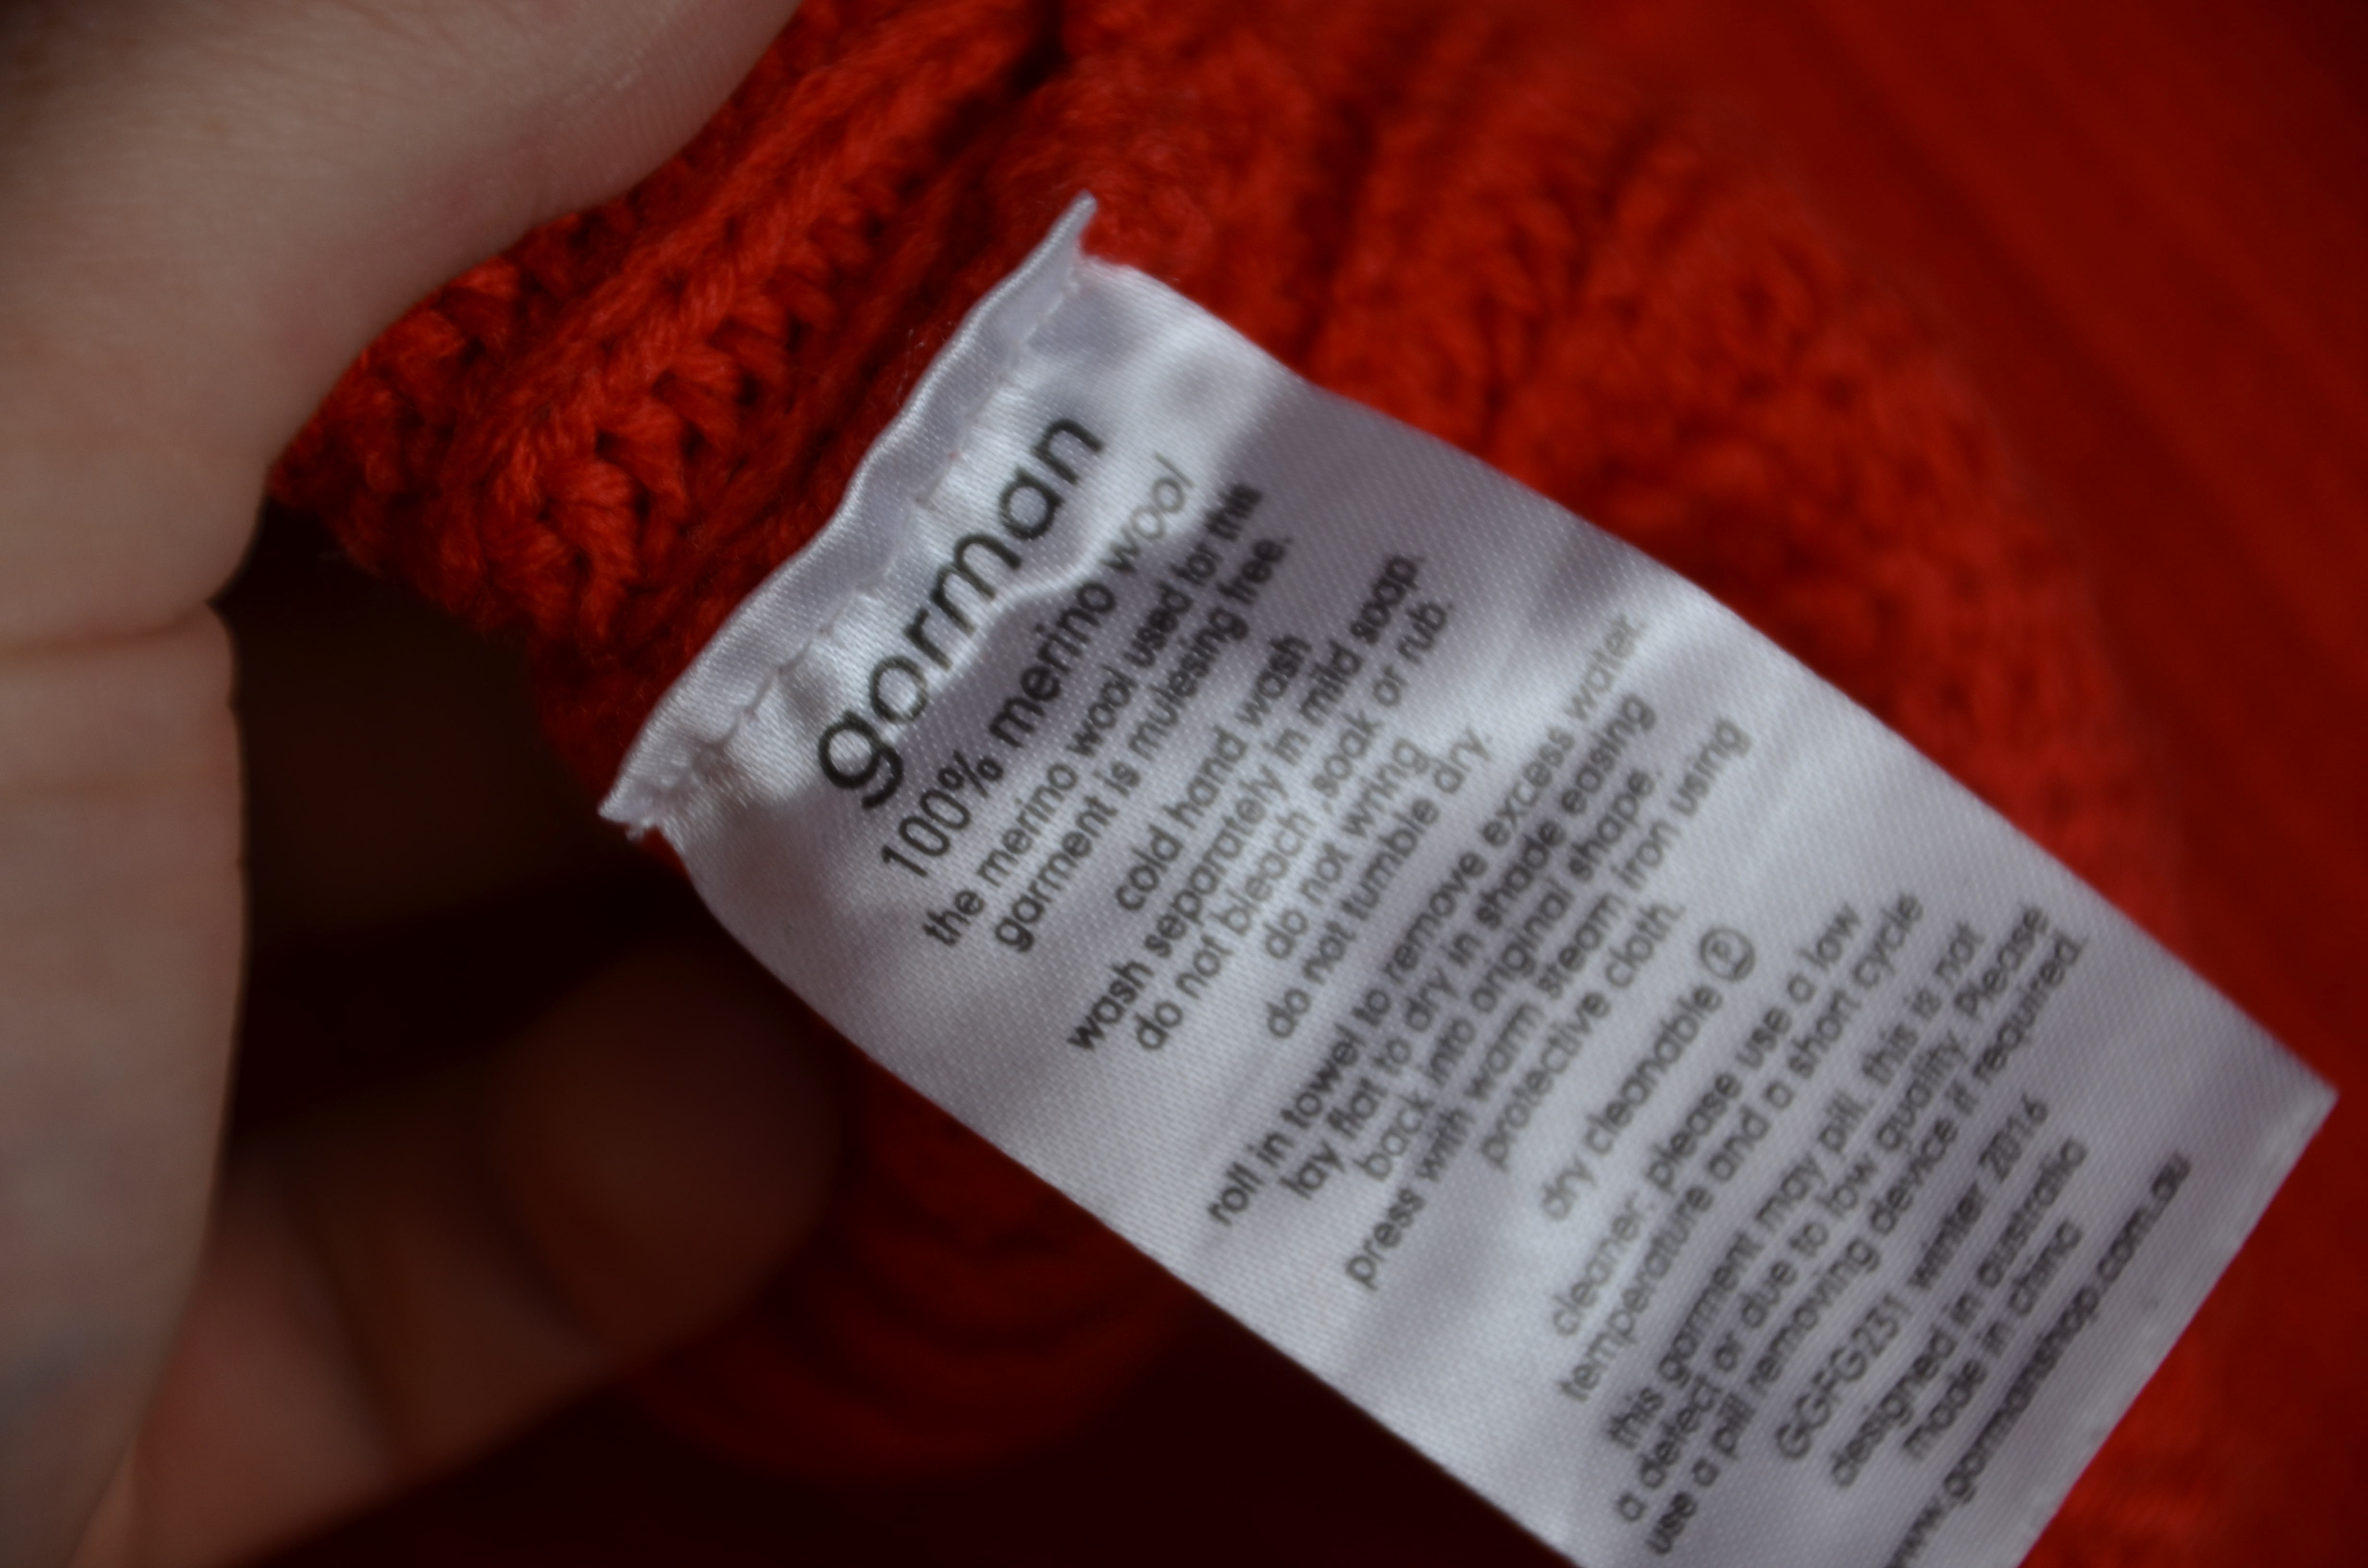 gorman
100% merino wool
the merino wool used for this
garment is mulesing free.
cold hand wash
wash separately in mild soap.
do not bleach ,soak or rub.
do not wring
do not tumble dry
roll in towel to remove excess water.
lay flat to dry in shade easing
back into original shape.
press with warm steam iron using
protective cloth.
dry cleanable Ⓟ
cleaner: please use a low
temperature and a short cycle
this garment may pill. this is not
a defect or due to low quality. Please
use a pill removing device if required.
GGFG231 winter 2016
designed in australia
made in china
www.gormanshop.com.au